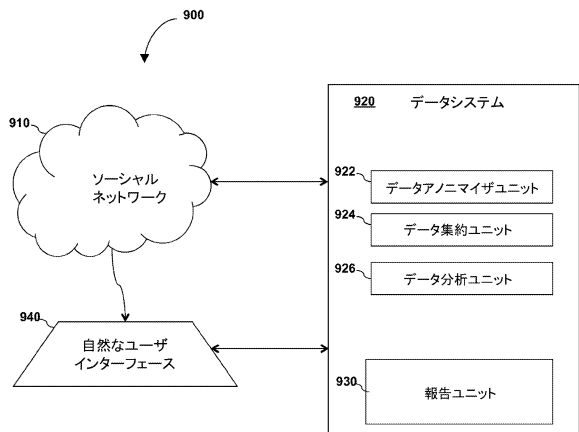 900
910
ソーシャル
ネットワーク
920 データシステム
922
データアノニマイザユニット
924
データ集約ユニット
926
データ分析ユニット
940
自然なユーザ
インターフェース
930
報告ユニット